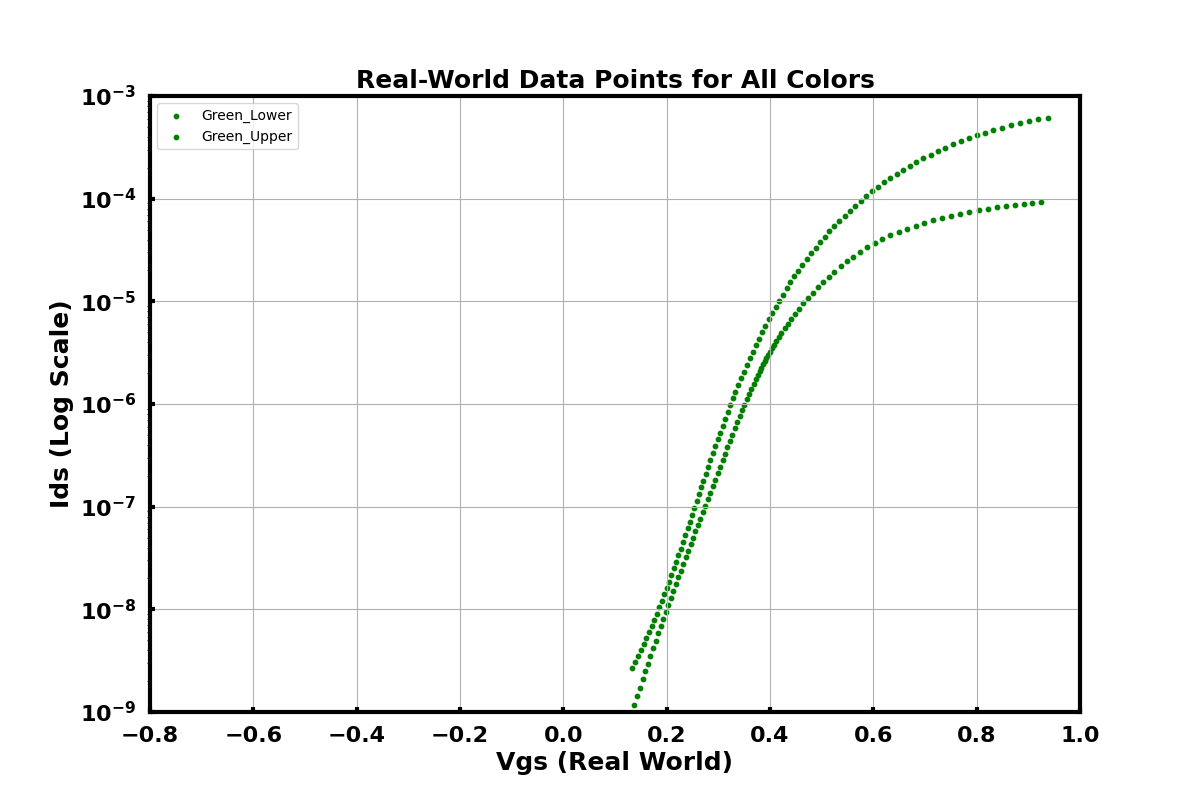 Real-World Data Points for All Colors
Green_Lower
Green_Upper
10⁻³
10⁻⁴
10⁻⁵
10⁻⁶
10⁻⁷
10⁻⁸
10⁻⁹
Ids (Log Scale)
−0.8 −0.6 −0.4 −0.2 0.0 0.2 0.4 0.6 0.8 1.0
Vgs (Real World)